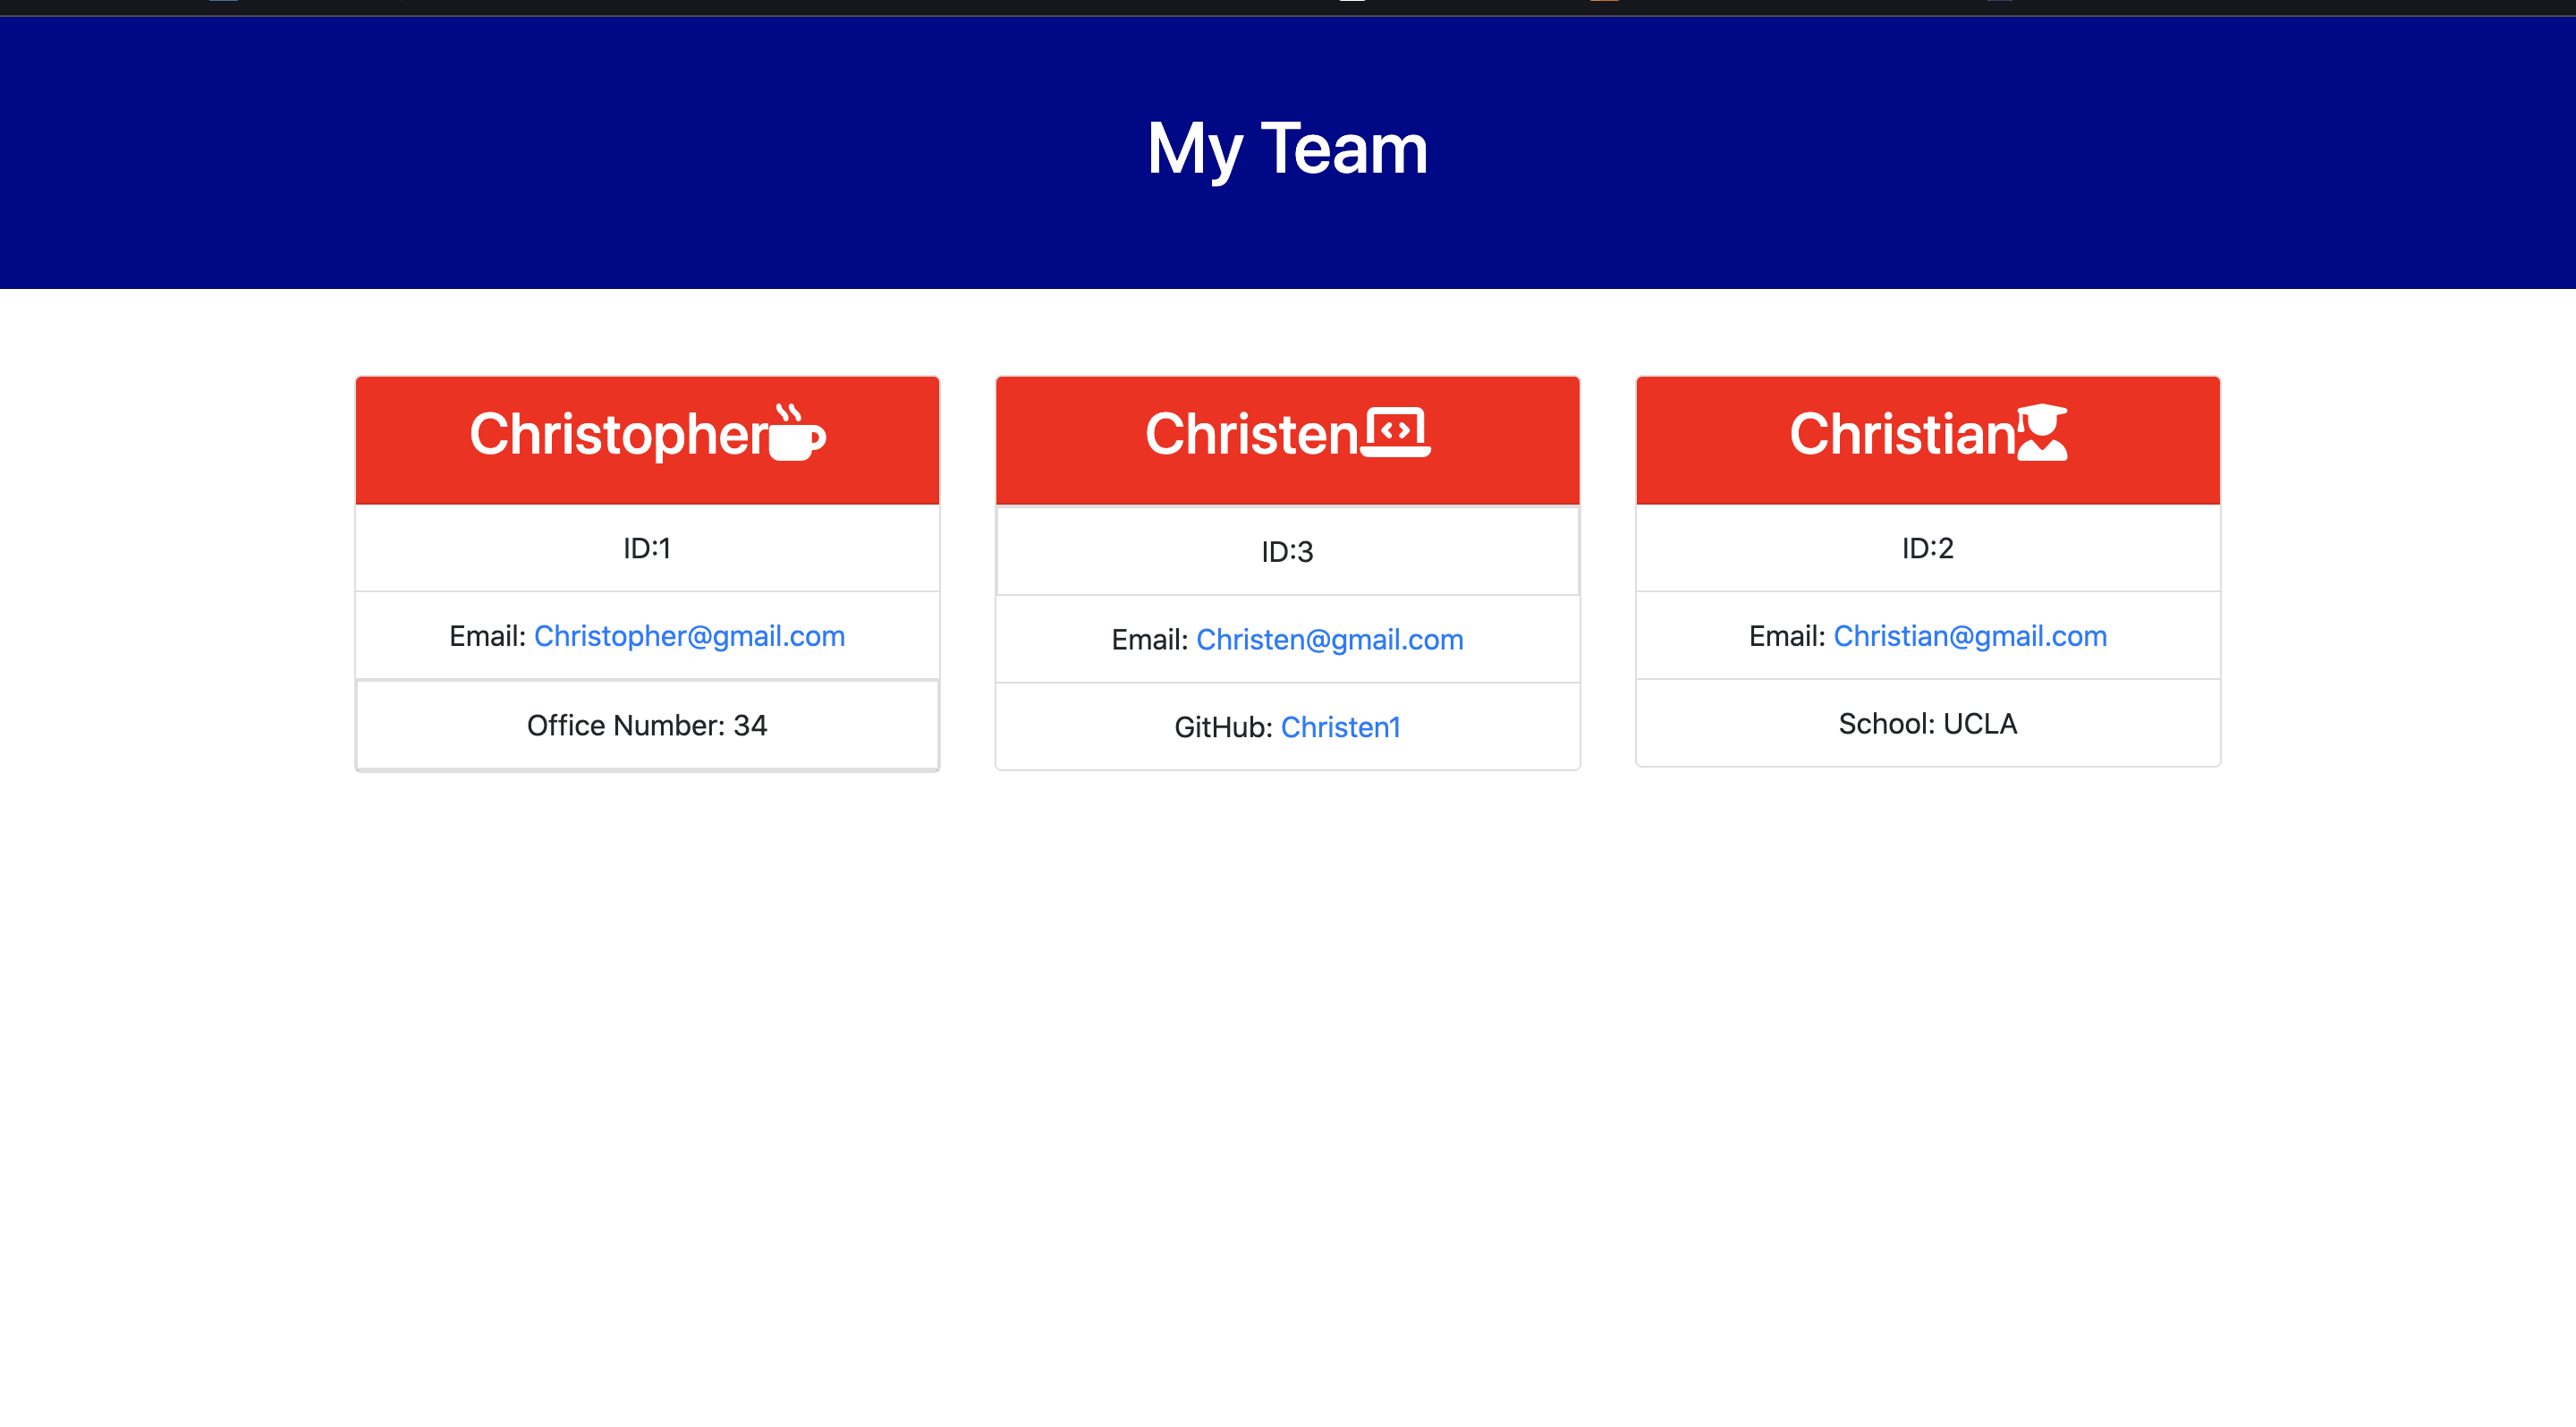 My Team
Christopher
ID:1
Email: Christopher@gmail.com
Office Number: 34
Christen
ID:3
Email: Christen@gmail.com
GitHub: Christen1
Christian
ID:2
Email: Christian@gmail.com
School: UCLA